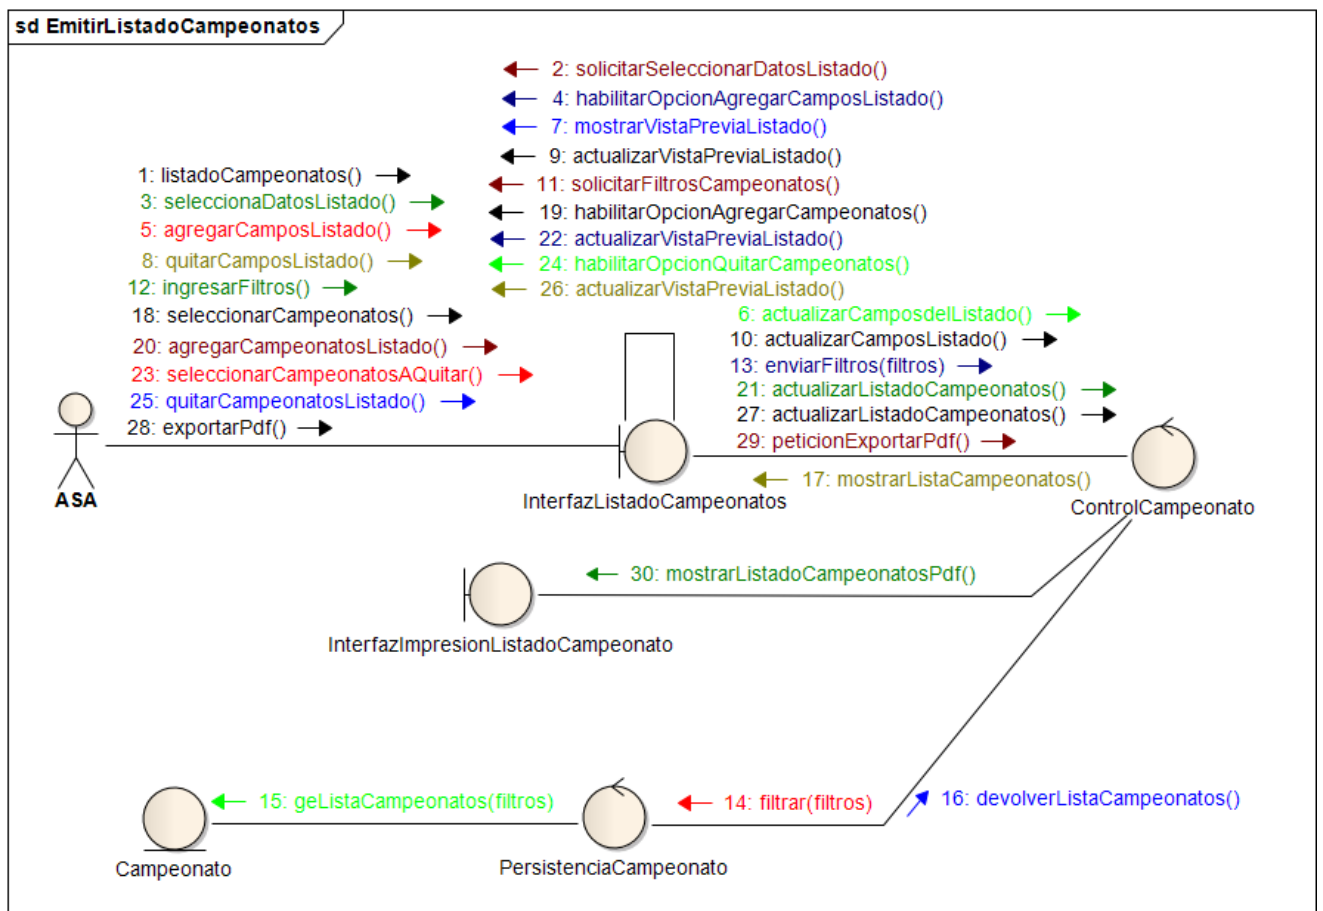 sd EmitirListadoCampeonatos
2: solicitarSeleccionarDatosListado()
4: habilitarOpcionAgregarCamposListado()
7: mostrarVistaPreviaListado()
9: actualizarVistaPreviaListado()
11: solicitarFiltrosCampeonatos()
19: habilitarOpcionAgregarCampeonatos()
22: actualizarVistaPreviaListado()
24: habilitarOpcionQuitarCampeonatos()
26: actualizarVistaPreviaListado()
1: listadoCampeonatos()
3: seleccionaDatosListado()
5: agregarCamposListado()
8: quitarCamposListado()
12: ingresarFiltros()
18: seleccionarCampeonatos()
20: agregarCampeonatosListado()
23: seleccionarCampeonatosAQuitar()
25: quitarCampeonatosListado()
28: exportarPdf()
6: actualizarCamposdelListado()
10: actualizarCamposListado()
13: enviarFiltros(filtros)
21: actualizarListadoCampeonatos()
27: actualizarListadoCampeonatos()
29: peticionExportarPdf()
17: mostrarListaCampeonatos()
ASA
InterfazListadoCampeonatos
ControlCampeonato
30: mostrarListadoCampeonatosPdf()
InterfazImpresionListadoCampeonato
15: geListaCampeonatos(filtros)
14: filtrar(filtros)
16: devolverListaCampeonatos()
Campeonato
PersistenciaCampeonato